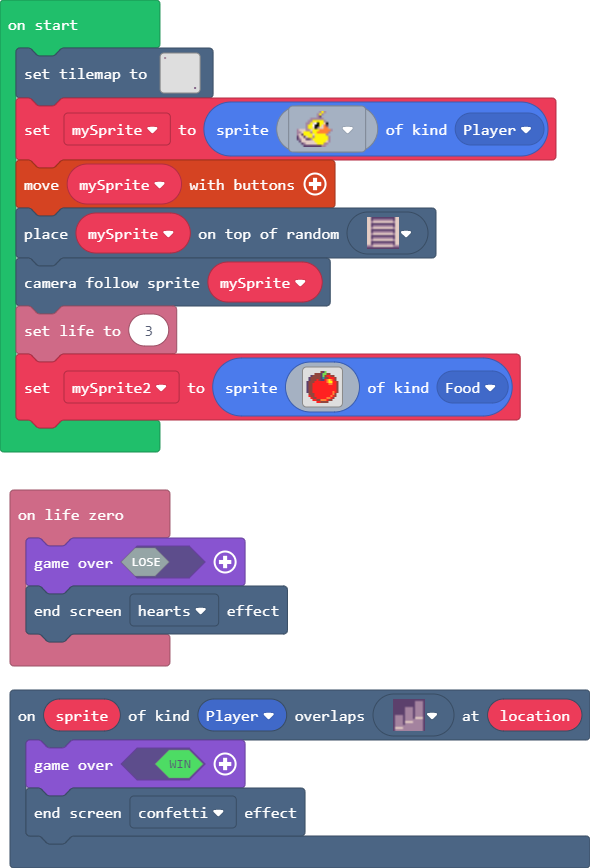 on start
set tilemap to
set mySprite to sprite of kind Player
move mySprite with buttons
place mySprite on top of random
camera follow sprite mySprite
set life to 3
set mySprite2 to sprite of kind Food
on life zero
game over LOSE
end screen hearts effect
on sprite of kind Player overlaps at location
game over WIN
end screen confetti effect